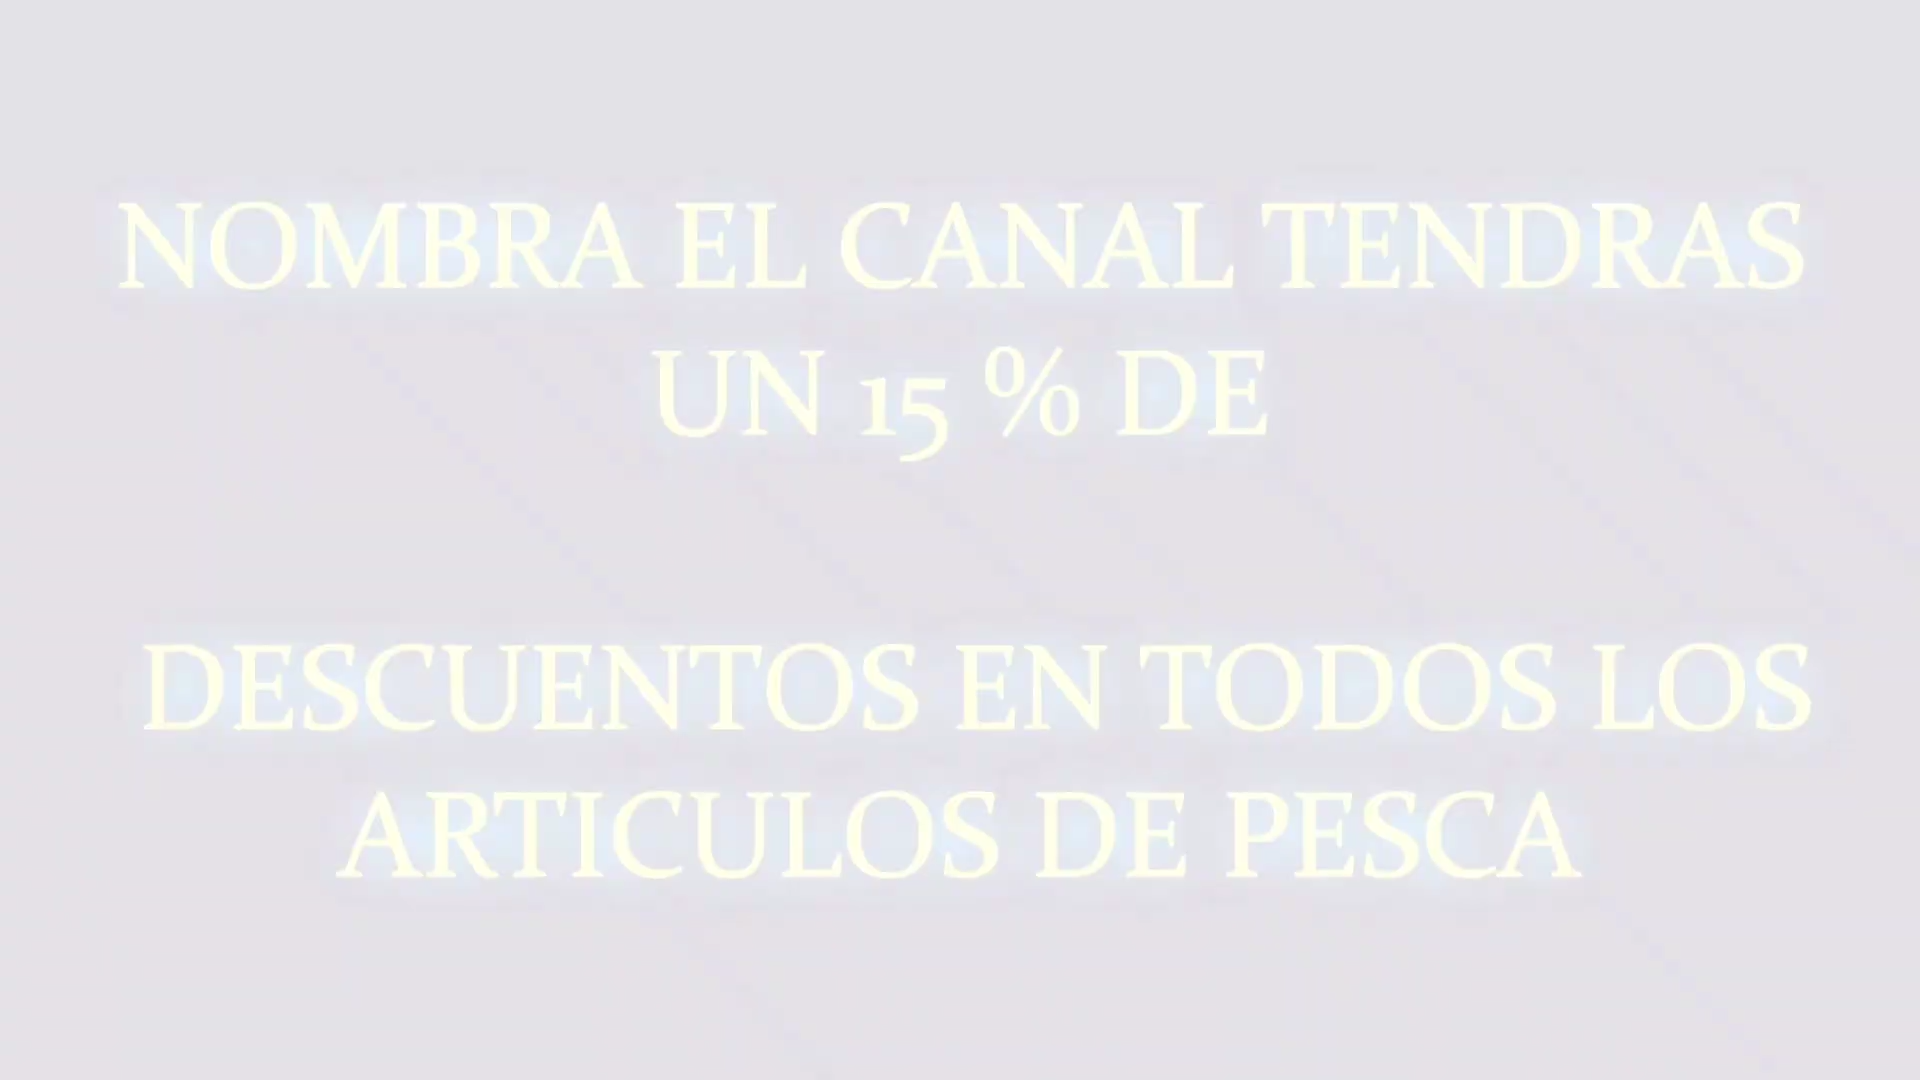 NOMBRA EL CANAL TENDRAS
UN 15 % DE
DESCUENTOS EN TODOS LOS
ARTICULOS DE PESCA